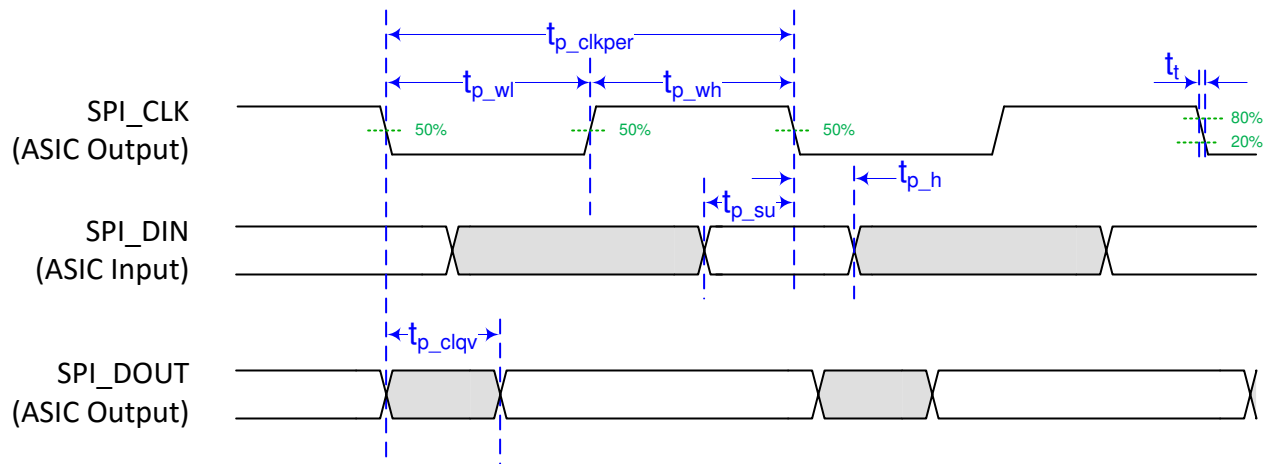 t_p_clkper
t_p_wl
t_p_wh
t_t
SPI_CLK
(ASIC Output)
50%
50%
50%
80%
20%
t_p_su
t_p_h
SPI_DIN
(ASIC Input)
t_p_clqv
SPI_DOUT
(ASIC Output)